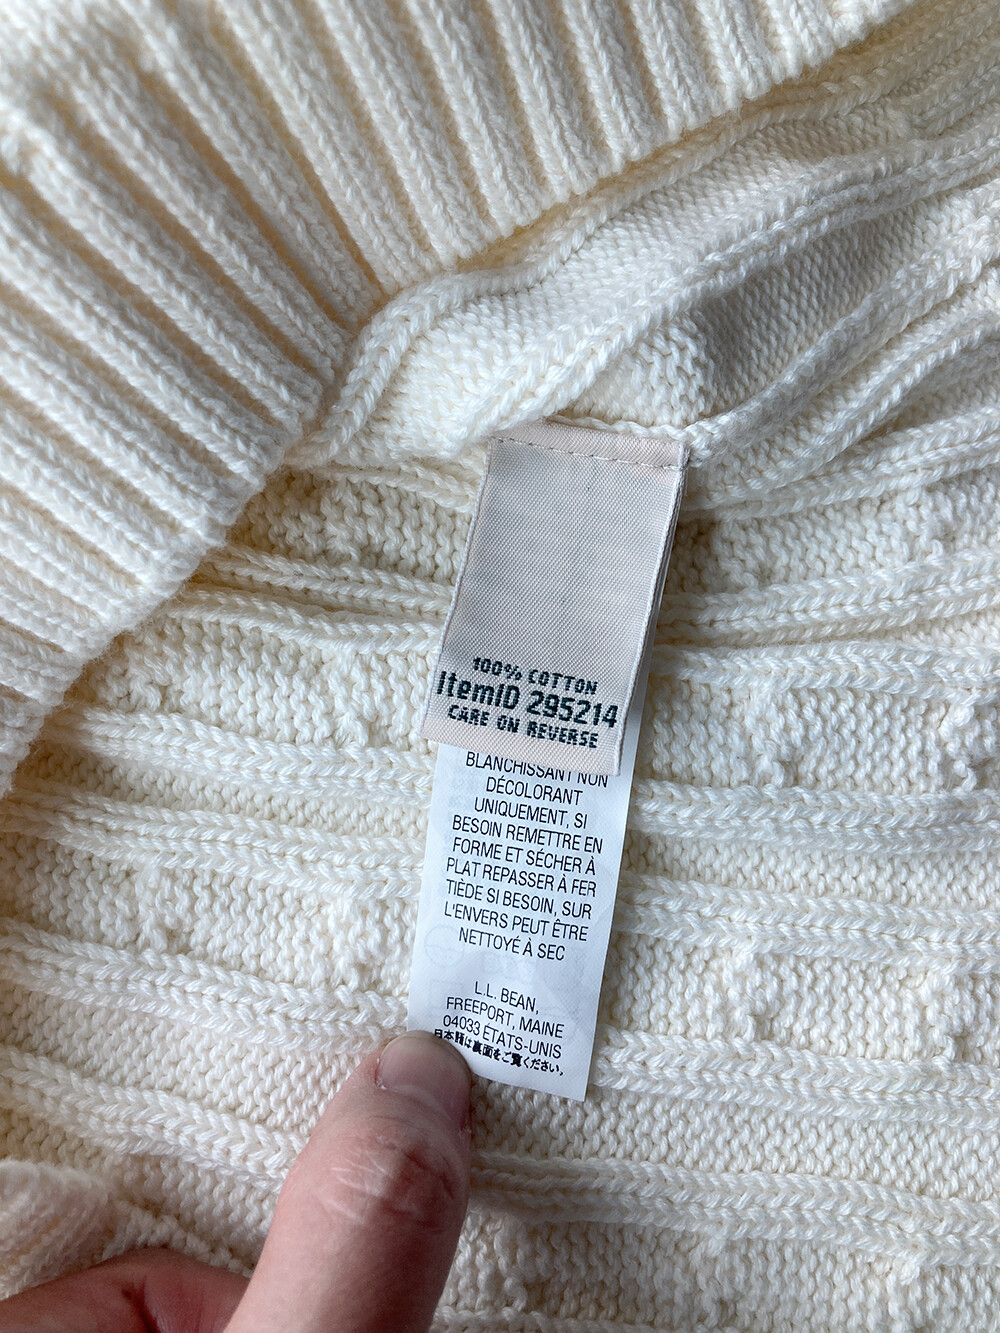 100% COTTON
ItemID 295214
CARE ON REVERSE
BLANCHISSANT NON
DÉCOLORANT
UNIQUEMENT, SI
BESOIN REMETTRE EN
FORME ET SÉCHER À
PLAT REPASSER À FER
TIÈDE SI BESOIN, SUR
L'ENVERS PEUT ÊTRE
NETTOYÉ À SEC
L.L. BEAN,
FREEPORT, MAINE
04033 ÉTATS-UNIS
日本語は裏面をご覧ください。